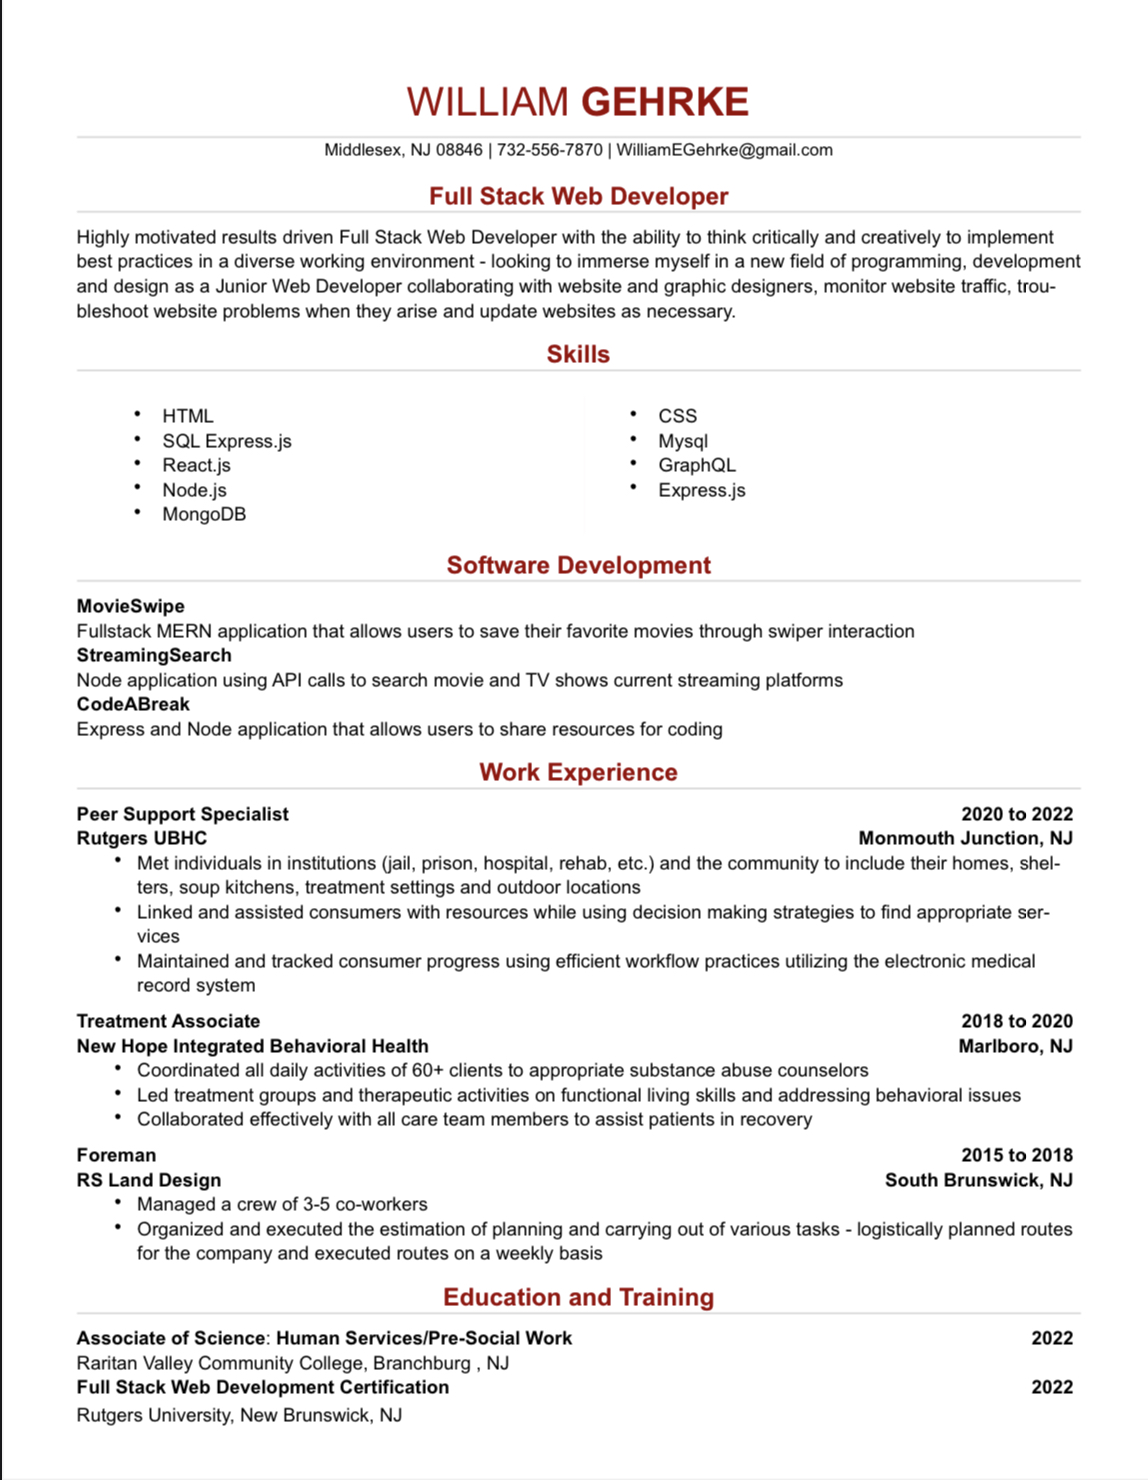 WILLIAM GEHRKE
Middlesex, NJ 08846 | 732-556-7870 | WilliamEGehrke@gmail.com
Full Stack Web Developer
Highly motivated results driven Full Stack Web Developer with the ability to think critically and creatively to implement
best practices in a diverse working environment - looking to immerse myself in a new field of programming, development
and design as a Junior Web Developer collaborating with website and graphic designers, monitor website traffic, trou-
bleshoot website problems when they arise and update websites as necessary.
Skills
• HTML
• SQL Express.js
• React.js
• Node.js
• MongoDB
• CSS
• Mysql
• GraphQL
• Express.js
Software Development
MovieSwipe
Fullstack MERN application that allows users to save their favorite movies through swiper interaction
StreamingSearch
Node application using API calls to search movie and TV shows current streaming platforms
CodeABreak
Express and Node application that allows users to share resources for coding
Work Experience
Peer Support Specialist 2020 to 2022
Rutgers UBHC Monmouth Junction, NJ
• Met individuals in institutions (jail, prison, hospital, rehab, etc.) and the community to include their homes, shel-
ters, soup kitchens, treatment settings and outdoor locations
• Linked and assisted consumers with resources while using decision making strategies to find appropriate ser-
vices
• Maintained and tracked consumer progress using efficient workflow practices utilizing the electronic medical
record system
Treatment Associate 2018 to 2020
New Hope Integrated Behavioral Health Marlboro, NJ
• Coordinated all daily activities of 60+ clients to appropriate substance abuse counselors
• Led treatment groups and therapeutic activities on functional living skills and addressing behavioral issues
• Collaborated effectively with all care team members to assist patients in recovery
Foreman 2015 to 2018
RS Land Design South Brunswick, NJ
• Managed a crew of 3-5 co-workers
• Organized and executed the estimation of planning and carrying out of various tasks - logistically planned routes
for the company and executed routes on a weekly basis
Education and Training
Associate of Science: Human Services/Pre-Social Work 2022
Raritan Valley Community College, Branchburg , NJ
Full Stack Web Development Certification 2022
Rutgers University, New Brunswick, NJ